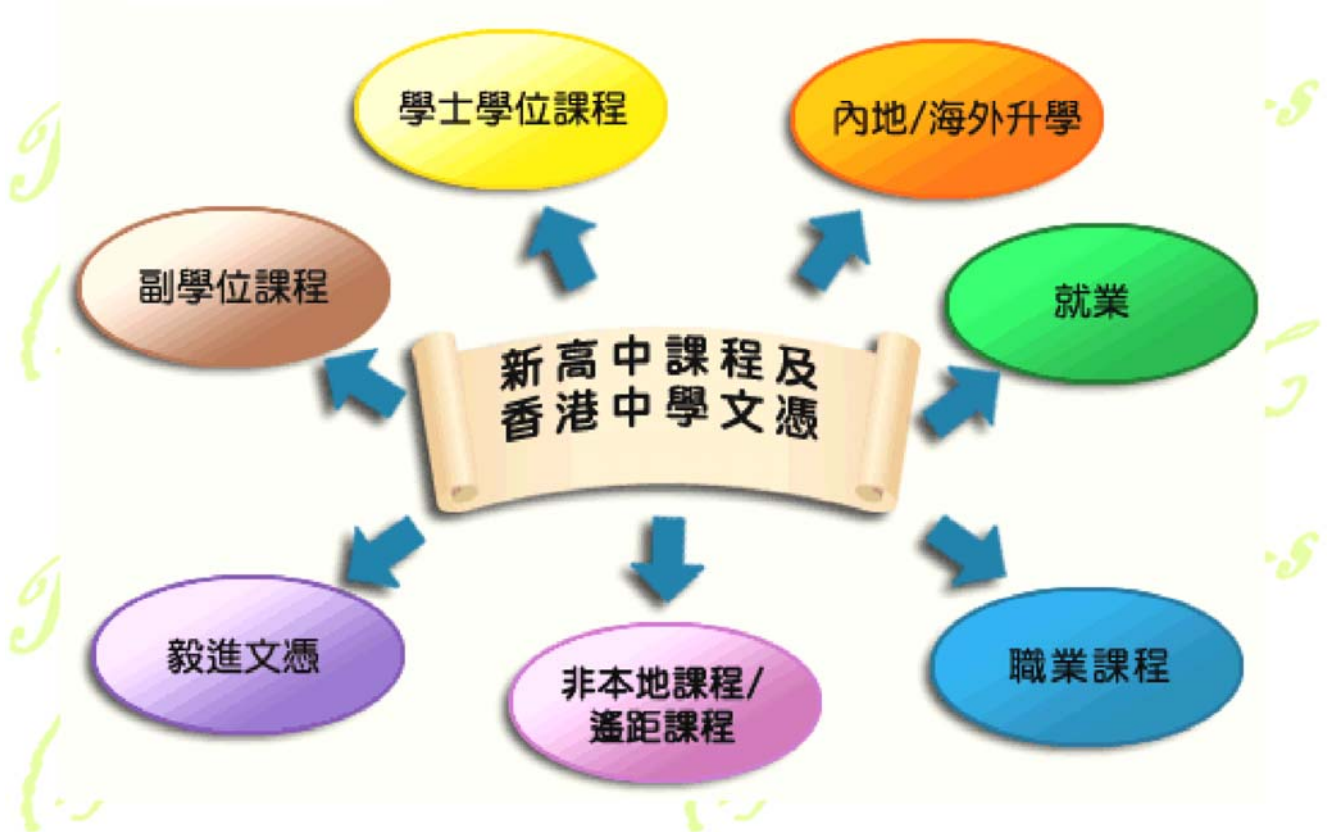 學士學位課程
內地/海外升學
副學位課程
就業
新高中課程及
香港中學文憑
毅進文憑
非本地課程/
遙距課程
職業課程